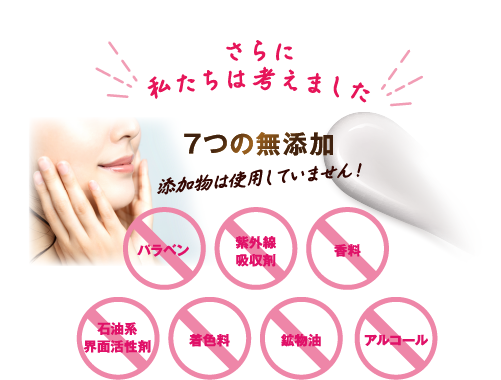 さらに
私たちは考えました
7つの無添加
添加物は使用していません!
パラベン
紫外線
吸収剤
香料
石油系
界面活性剤
着色料
鉱物油
アルコール